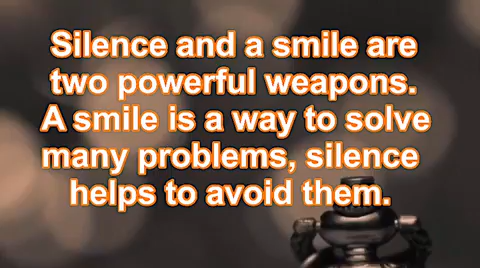 Silence and a smile are
two powerful weapons.
A smile is a way to solve
many problems, silence
helps to avoid them.